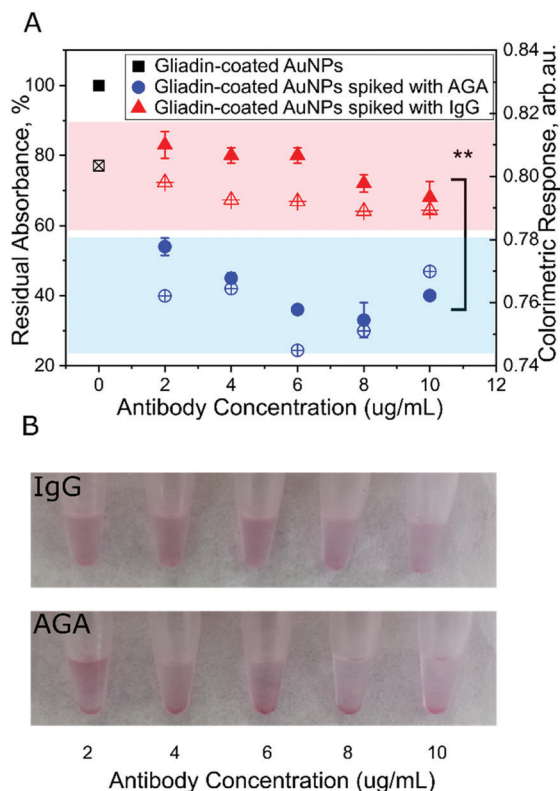 A
Gliadin-coated AuNPs
Gliadin-coated AuNPs spiked with AGA
Gliadin-coated AuNPs spiked with IgG
**
Residual Absorbance, %
100
80
60
40
20
Colorimetric Response, arb.au.
0.84
0.82
0.80
0.78
0.76
0.74
0 2 4 6 8 10 12
Antibody Concentration (ug/mL)
B
IgG
AGA
2 4 6 8 10
Antibody Concentration (ug/mL)